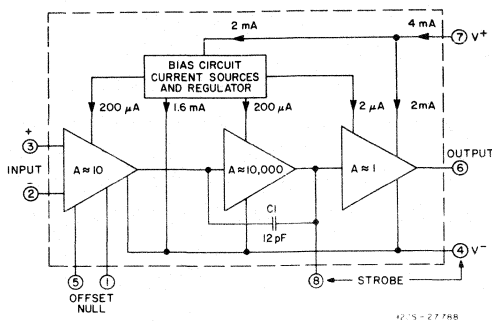 2 mA
4 mA
7 V+
BIAS CIRCUIT
CURRENT SOURCES
AND REGULATOR
200 µA
1.6 mA
200 µA
2 µA
2mA
+
3
INPUT
−
2
A ≈ 10
A ≈ 10,000
A ≈ 1
OUTPUT
6
C1
12 pF
4 V−
5
1
8
STROBE
OFFSET
NULL
92CS-27788